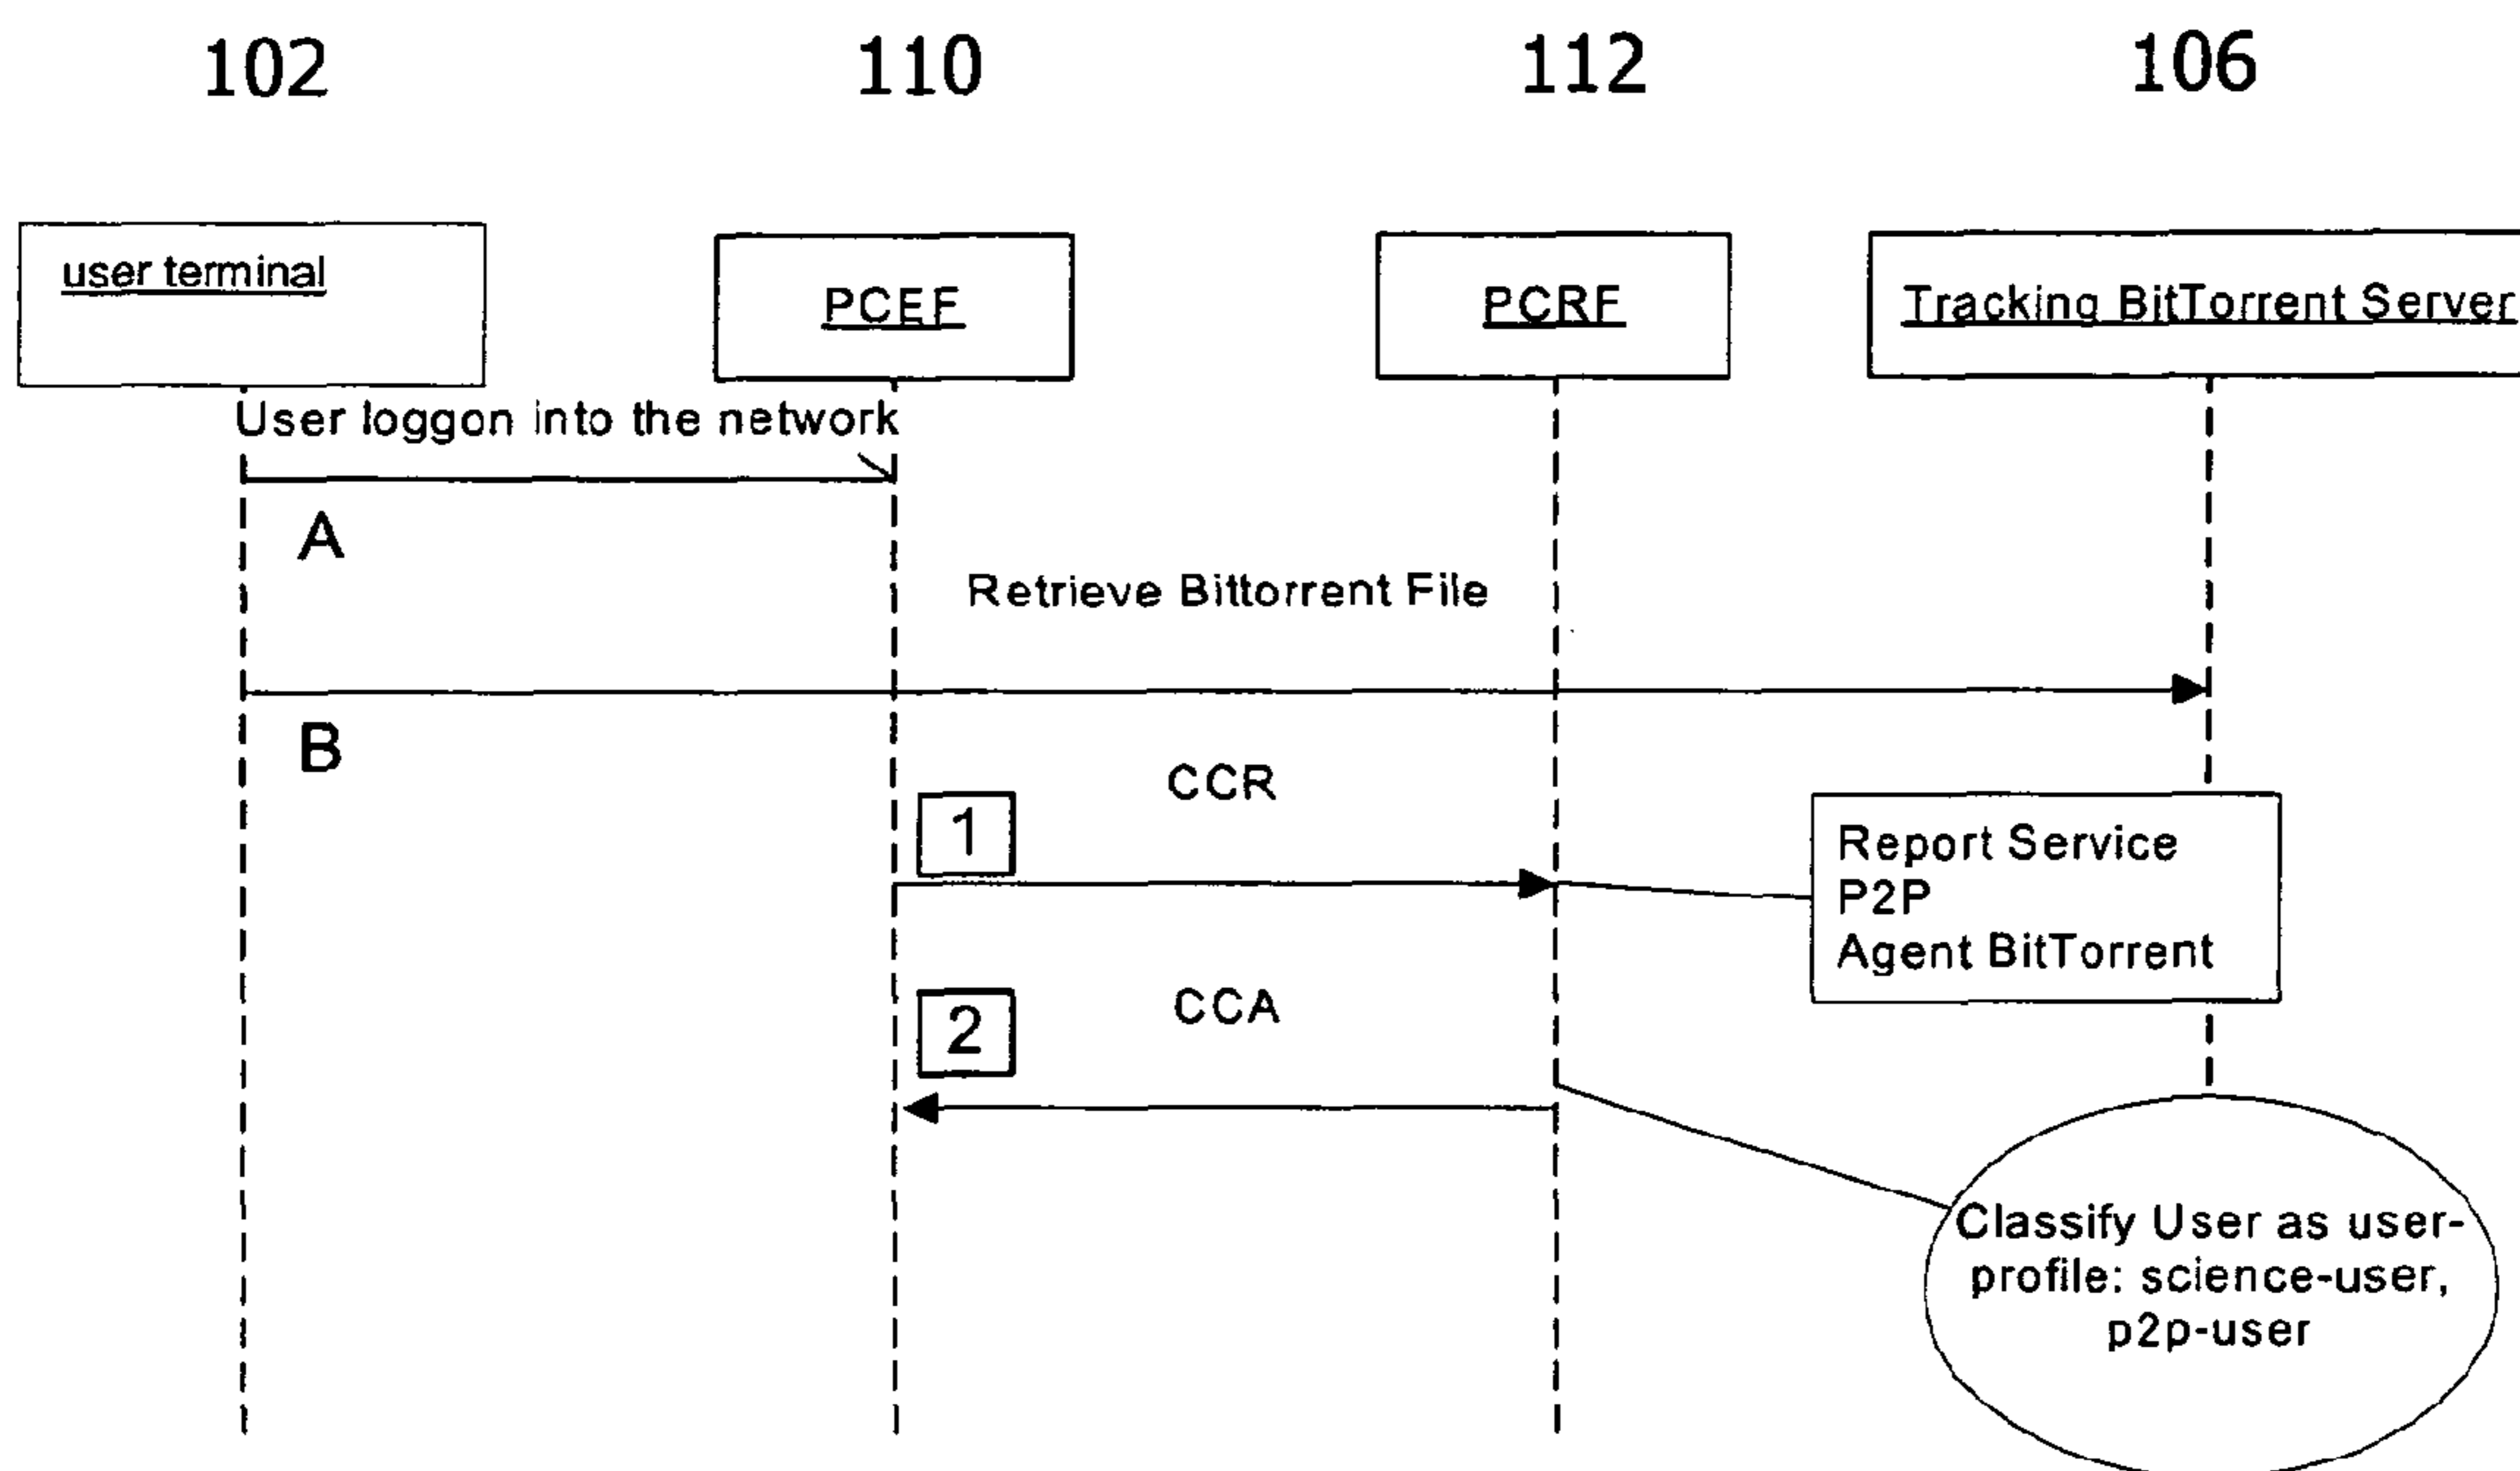 102
110
112
106
user terminal
PCEF
PCRF
Tracking BitTorrent Server
User loggon into the network
A
Retrieve Bittorrent File
B
CCR
1
Report Service
P2P
Agent BitTorrent
CCA
2
Classify User as user-
profile: science-user,
p2p-user